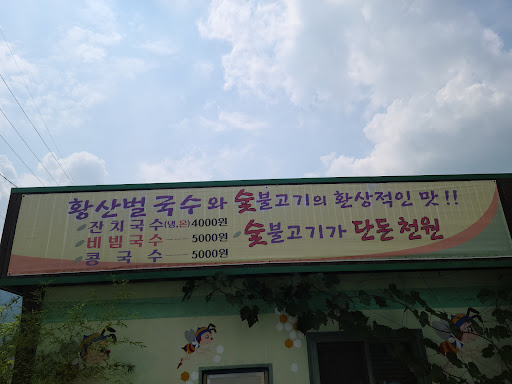 황산벌 국수와 숯불고기의 환상적인 맛!!
잔치국수(냉,온) 4000원
비빔국수 ---- 5000원
콩국수 ---- 5000원
숯불고기가 단돈 천원